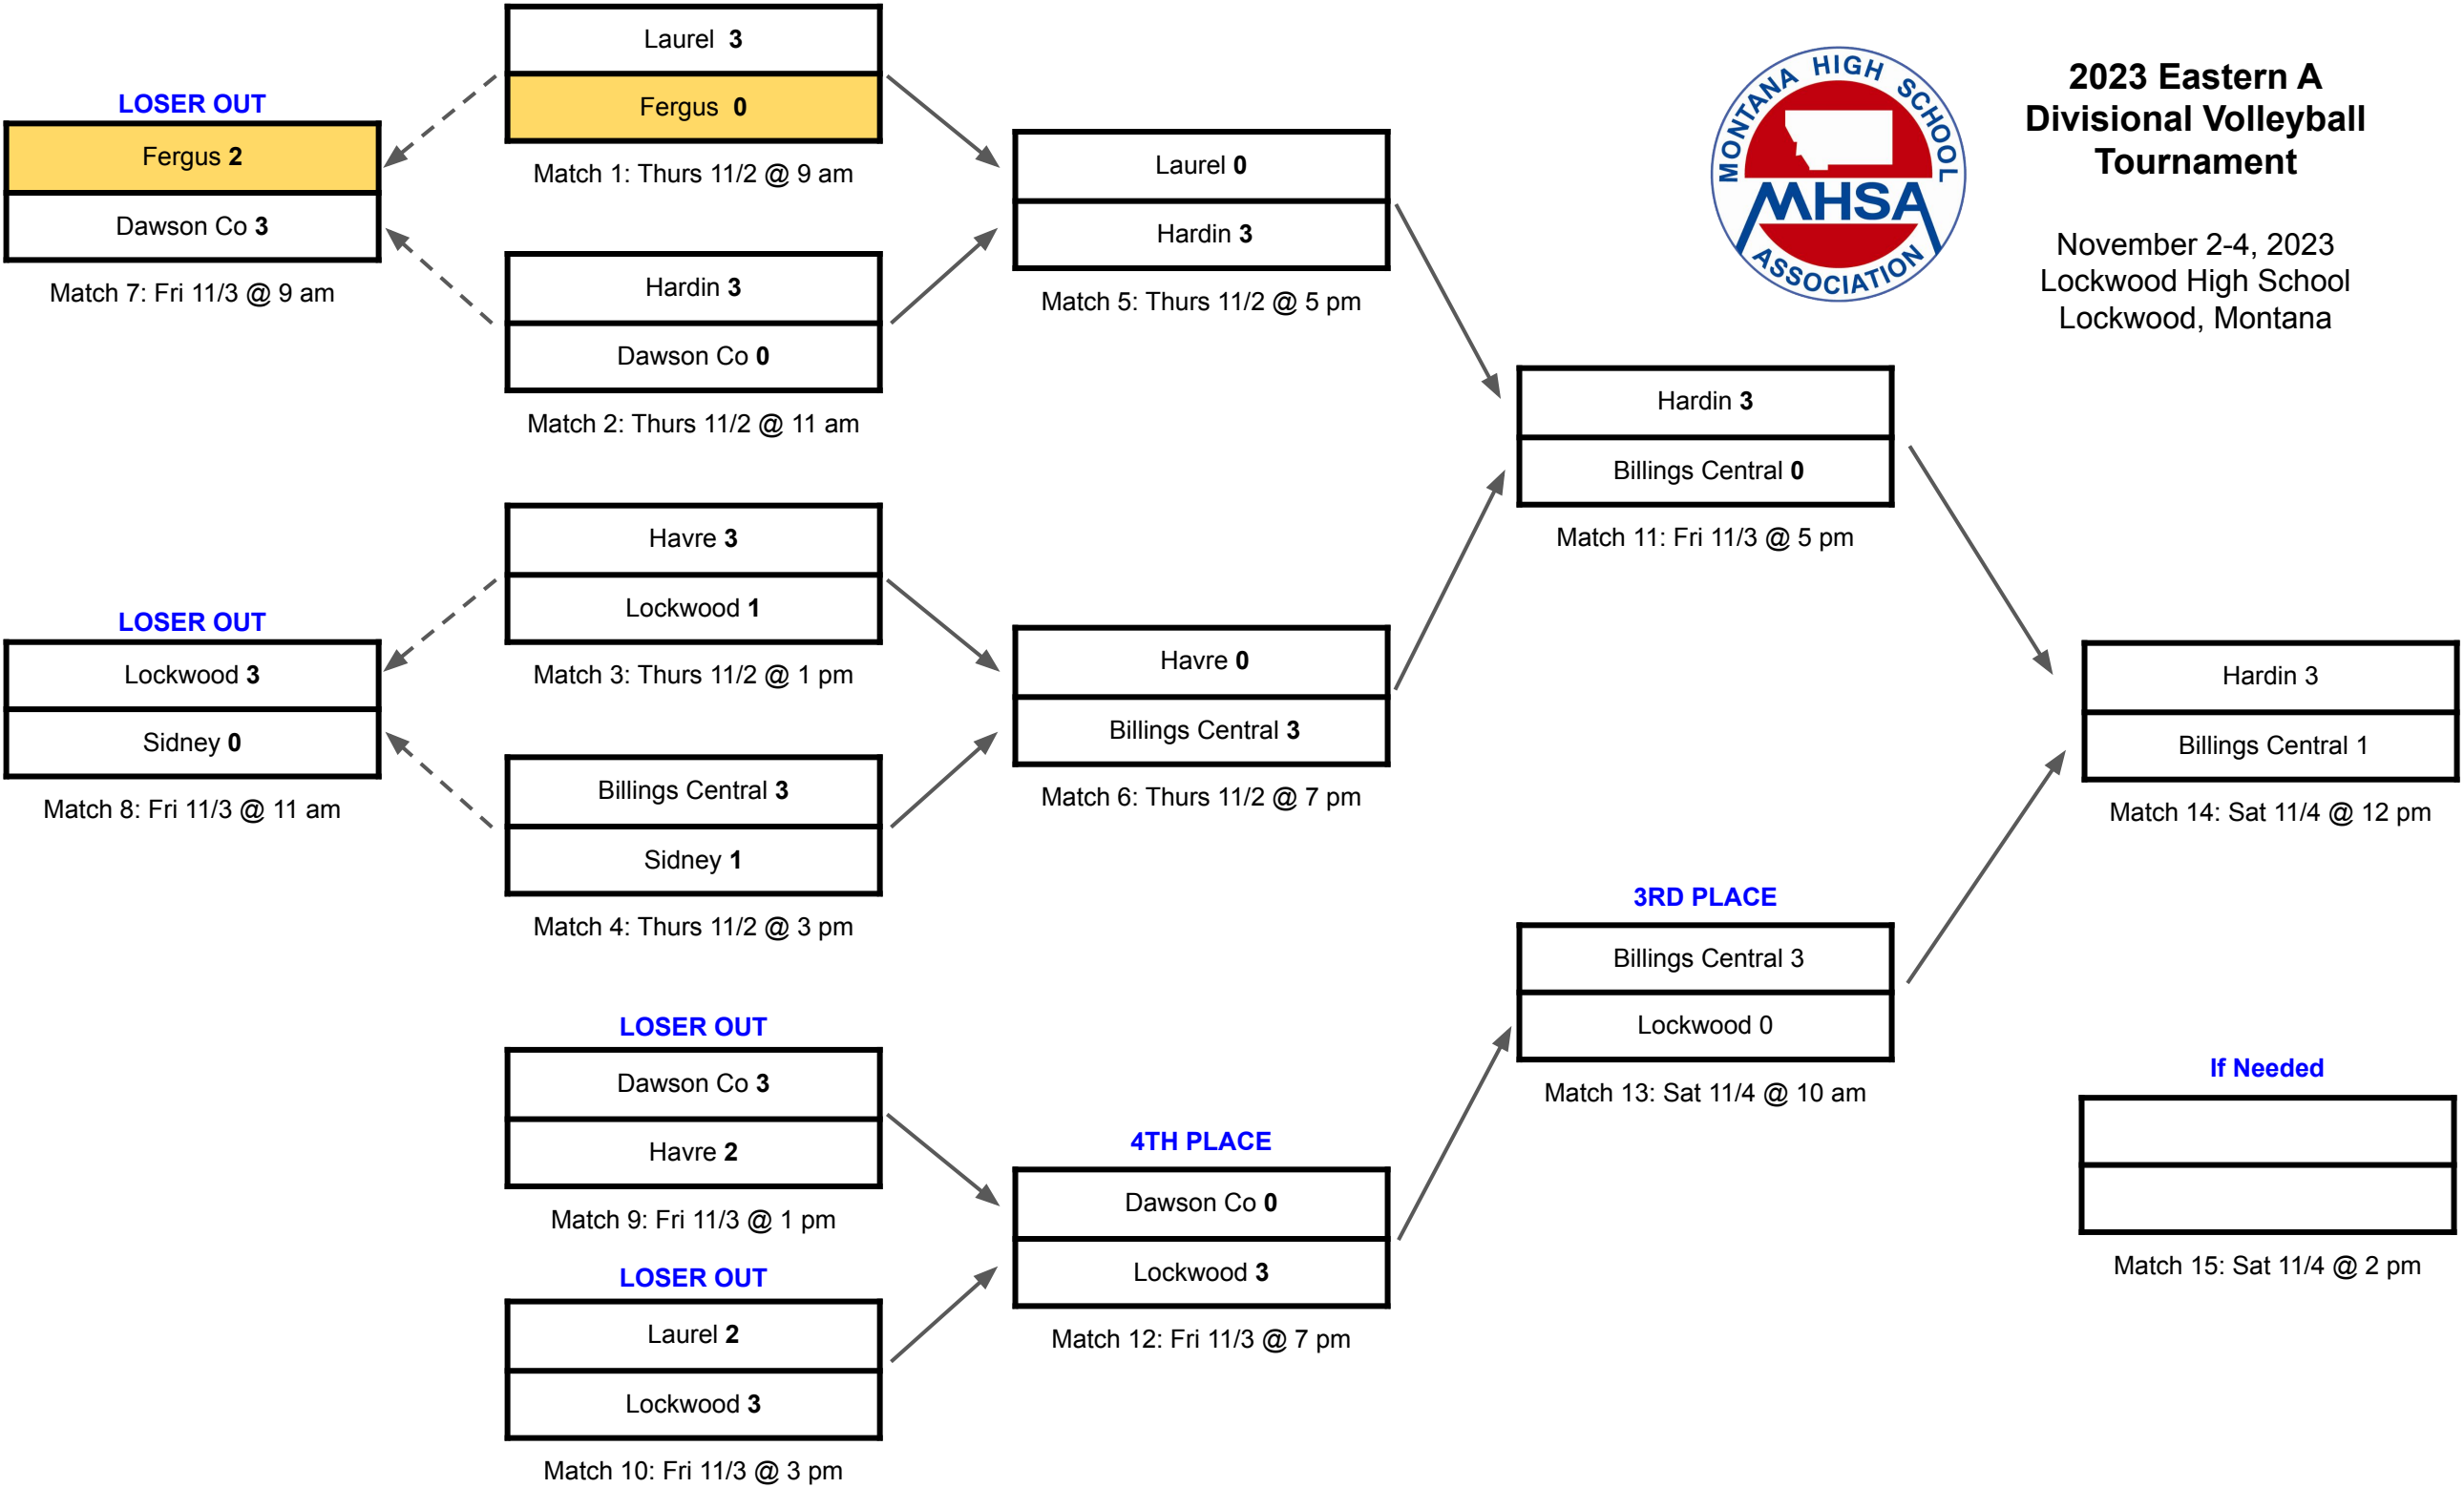 LOSER OUT
Fergus 2
Dawson Co 3
Match 7: Fri 11/3 @ 9 am
LOSER OUT
Lockwood 3
Sidney 0
Match 8: Fri 11/3 @ 11 am
Laurel 3
Fergus 0
Match 1: Thurs 11/2 @ 9 am
Hardin 3
Dawson Co 0
Match 2: Thurs 11/2 @ 11 am
Havre 3
Lockwood 1
Match 3: Thurs 11/2 @ 1 pm
Billings Central 3
Sidney 1
Match 4: Thurs 11/2 @ 3 pm
LOSER OUT
Dawson Co 3
Havre 2
Match 9: Fri 11/3 @ 1 pm
LOSER OUT
Laurel 2
Lockwood 3
Match 10: Fri 11/3 @ 3 pm
Laurel 0
Hardin 3
Match 5: Thurs 11/2 @ 5 pm
Havre 0
Billings Central 3
Match 6: Thurs 11/2 @ 7 pm
4TH PLACE
Dawson Co 0
Lockwood 3
Match 12: Fri 11/3 @ 7 pm
Hardin 3
Billings Central 0
Match 11: Fri 11/3 @ 5 pm
3RD PLACE
Billings Central 3
Lockwood 0
Match 13: Sat 11/4 @ 10 am
MONTANA HIGH SCHOOL
MHSA
ASSOCIATION
2023 Eastern A
Divisional Volleyball
Tournament
November 2-4, 2023
Lockwood High School
Lockwood, Montana
Hardin 3
Billings Central 1
Match 14: Sat 11/4 @ 12 pm
If Needed
Match 15: Sat 11/4 @ 2 pm